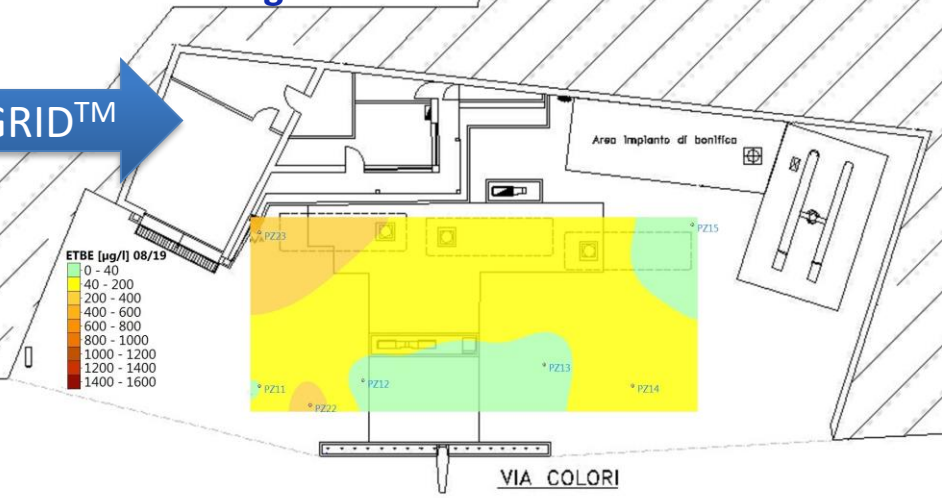 g
GRID™
Area impianto di bonifica
PZ23
PZ15
ETBE [µg/l] 08/19
0 - 40
40 - 200
200 - 400
400 - 600
600 - 800
800 - 1000
1000 - 1200
1200 - 1400
1400 - 1600
PZ11
PZ12
PZ13
PZ14
PZ22
VIA COLORI